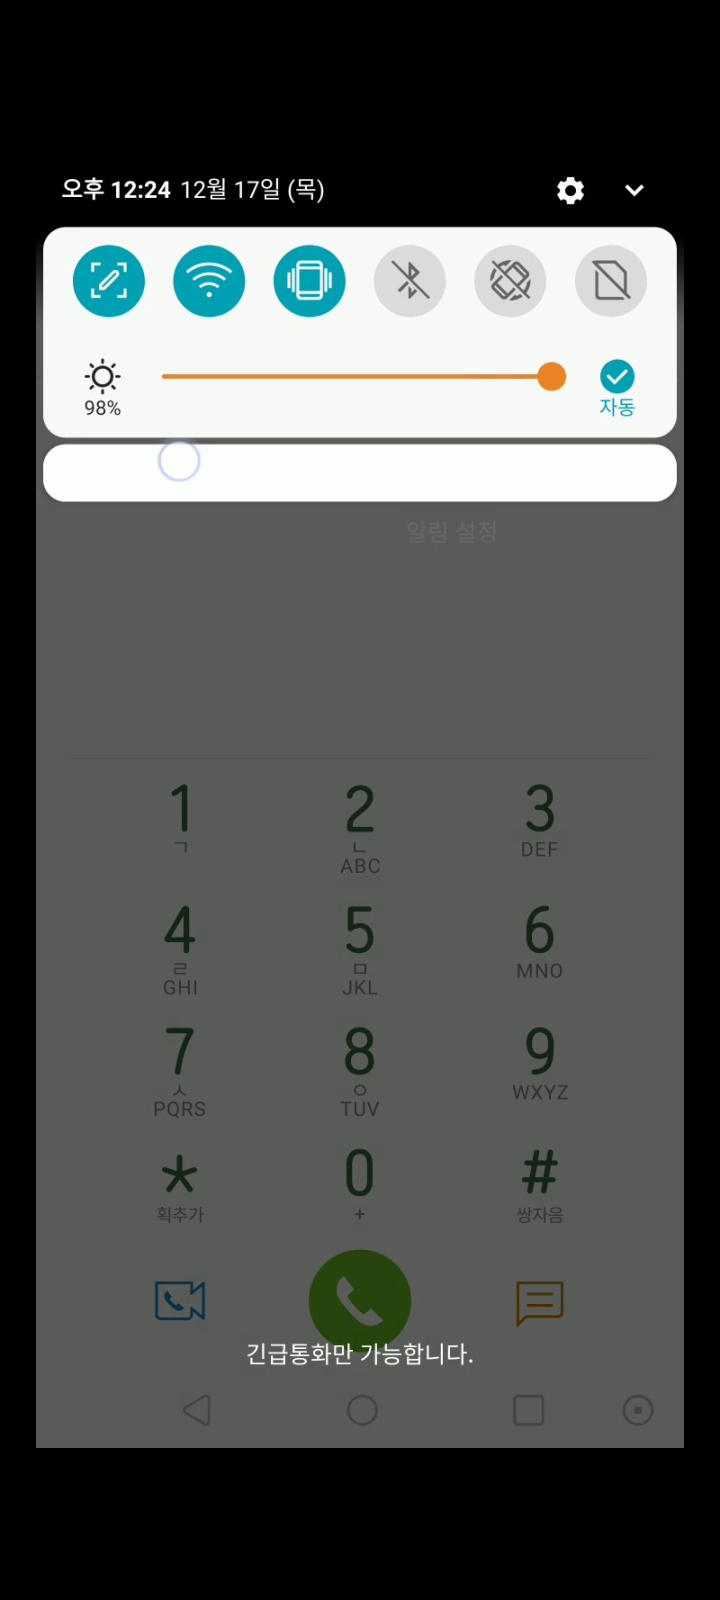 오후 12:24 12월 17일 (목)
98%
자동
알림 설정
1 2 3
ㄱ ㄴ DEF
ABC
4 5 6
ㄹ ㅁ MNO
GHI JKL
7 8 9
ㅅ ㅇ WXYZ
PQRS TUV
* 0 #
획추가 + 쌍자음
긴급통화만 가능합니다.